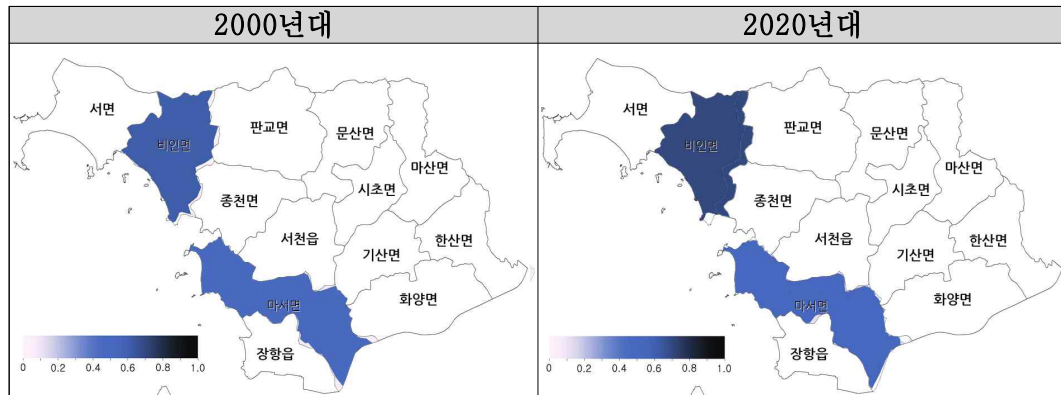 2000년대
2020년대
서면
비인면
판교면
문산면
마산면
시초면
종천면
서천읍
기산면
한산면
화양면
마서면
장항읍
0 0.2 0.4 0.6 0.8 1.0
서면
비인면
판교면
문산면
마산면
시초면
종천면
서천읍
기산면
한산면
화양면
마서면
장항읍
0 0.2 0.4 0.6 0.8 1.0